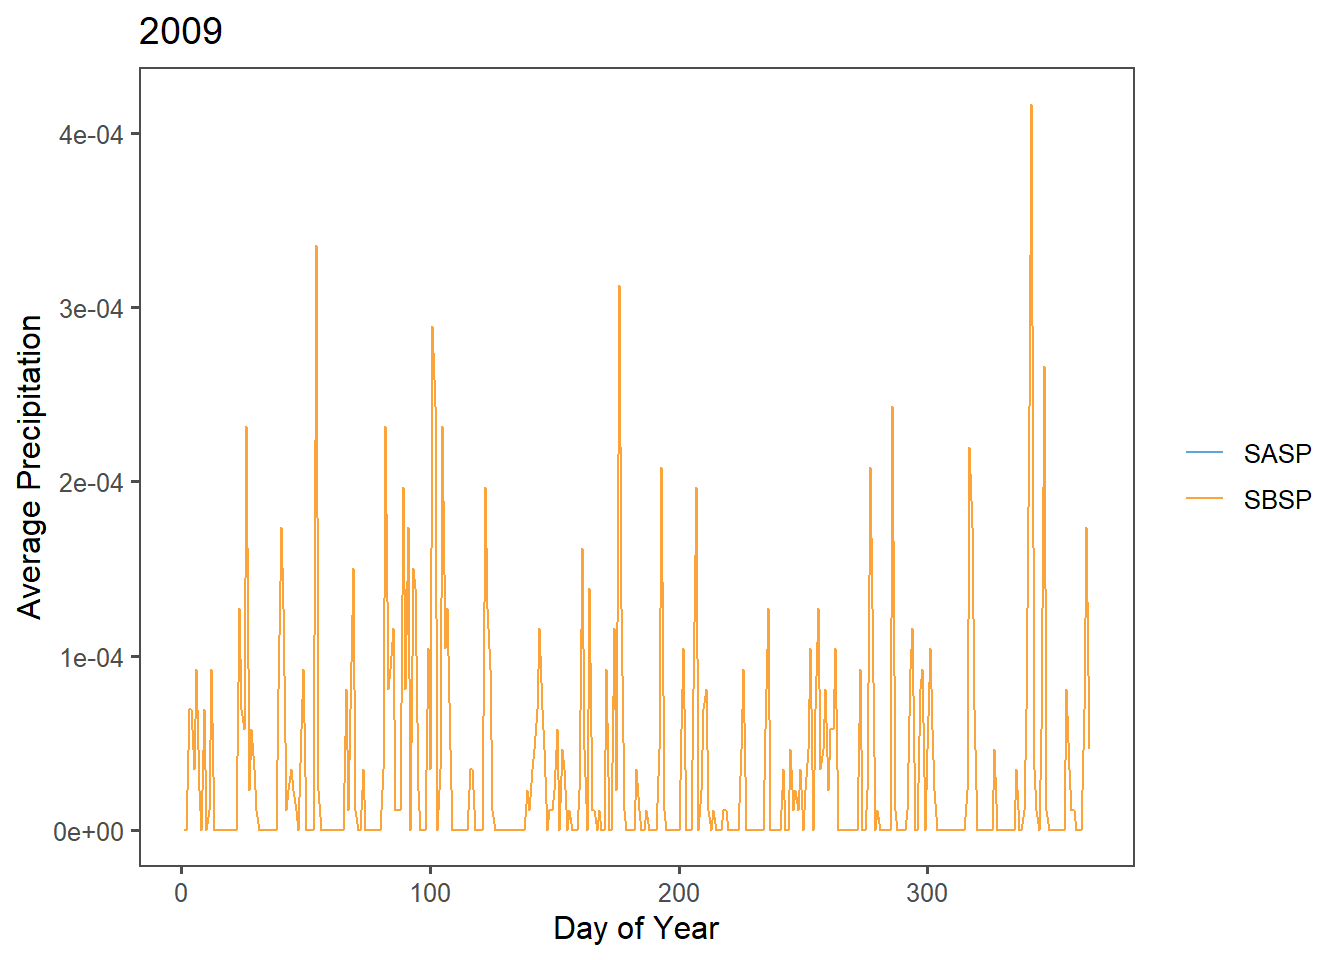 2009
Average Precipitation
4e-04
3e-04
2e-04
1e-04
0e+00
0
100
200
300
Day of Year
SASP
SBSP